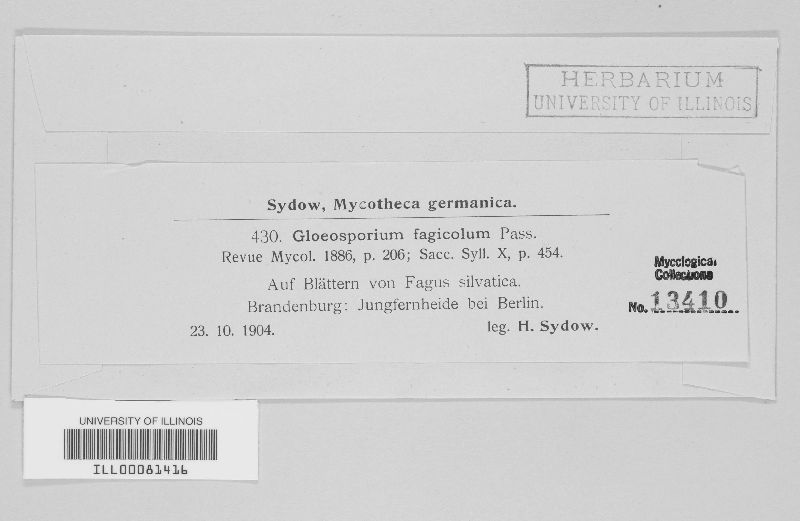 HERBARIUM
UNIVERSITY OF ILLINOIS
Sydow, Mycotheca germanica.
430. Gloeosporium fagicolum Pass.
Revue Mycol. 1886, p. 206; Sacc. Syll. X, p. 454.
Auf Blättern von Fagus silvatica.
Brandenburg: Jungfernheide bei Berlin.
23. 10. 1904. leg. H. Sydow.
Mycological
Collections
No. 13410
UNIVERSITY OF ILLINOIS
ILL00081416